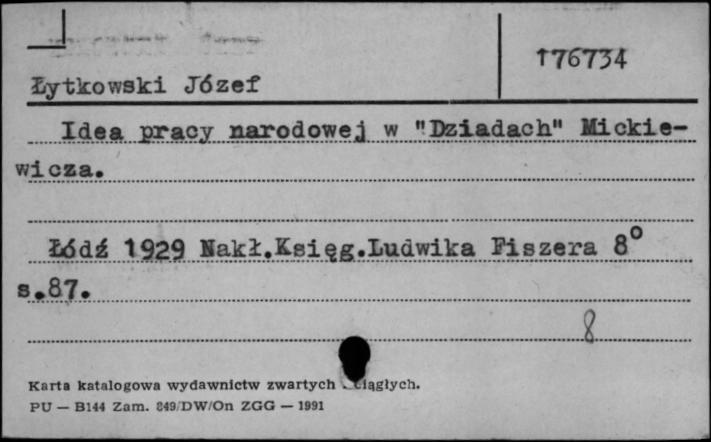 176734
Łytkowski Józef
Idea pracy narodowej w "Dziadach" Mickie-
wicza.
Łódź 1929 Nakł.Księg.Ludwika Fiszera 8°
s.87.
8
Karta katalogowa wydawnictw zwartych ciągłych.
PU — B144 Zam. 849/DW/On ZGG — 1991